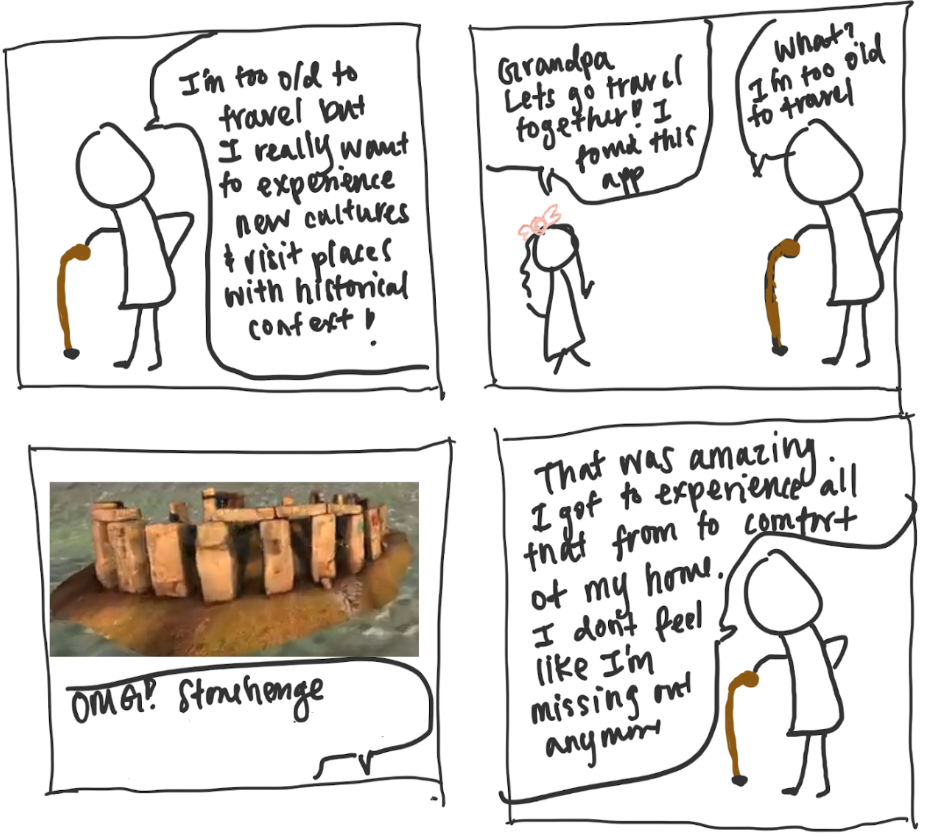 I'm too old to
travel but
I really want
to experience
new cultures
& visit places
with historical
context!
Grandpa
Lets go travel
together! I
found this
app
What?
I'm too old
to travel
OMG! Stonehenge
That was amazing.
I got to experience all
that from to comfort
of my home.
I don't feel
like I'm
missing out
anymore